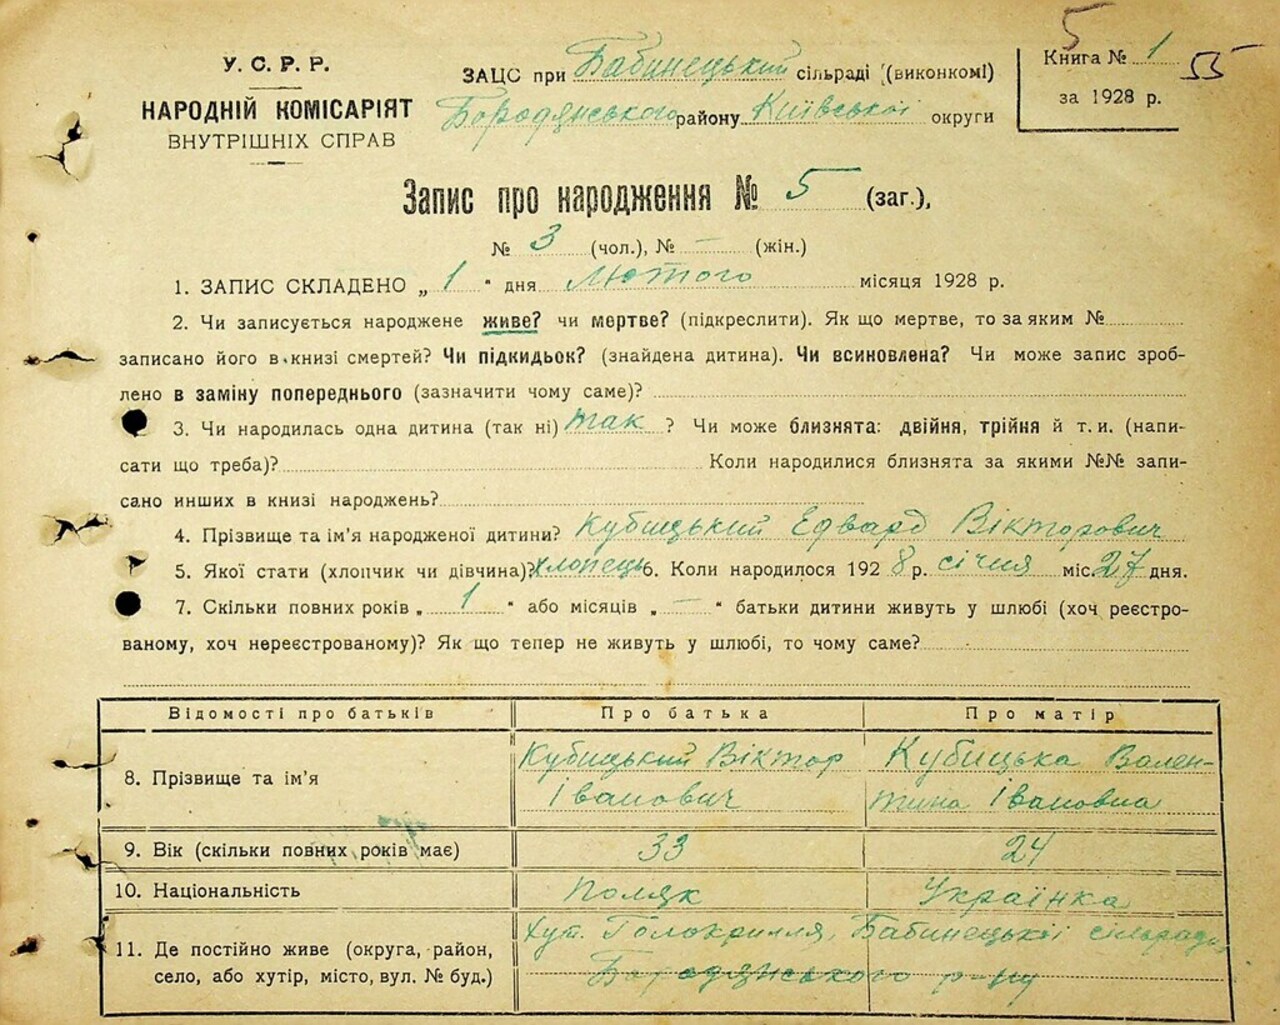 5
У. С. Р. Р.
НАРОДНІЙ КОМІСАРІЯТ
ВНУТРІШНІХ СПРАВ
ЗАЦС при Бабинецький сільраді (виконкомі)
Бородянського району Київської округи
Книга № 1
55
за 1928 р.
Запис про народження № 5 (заг.),
№ 3 (чол.), № — (жін.)
1. ЗАПИС СКЛАДЕНО „ 1 " дня Лютого місяця 1928 р.
2. Чи записується народжене живе? чи мертве? (підкреслити). Як що мертве, то за яким №
записано його в книзі смертей? Чи підкидьок? (знайдена дитина). Чи всиновлена? Чи може запис зроб-
лено в заміну попереднього (зазначити чому саме)?
3. Чи народилась одна дитина (так ні) так ? Чи може близнята: двійня, трійня й т. и. (напи-
сати що треба)? Коли народилися близнята за якими №№ запи-
сано инших в книзі народжень?
4. Прізвище та ім'я народженої дитини? Кубицький Едвард Вікторович
5. Якої стати (хлопчик чи дівчина)? хлопець 6. Коли народилося 1928 р. січня міс. 27 дня.
7. Скільки повних років „ 1 " або місяців „ — " батьки дитини живуть у шлюбі (хоч реєстро-
ваному, хоч нереєстрованому)? Як що тепер не живуть у шлюбі, то чому саме?
Відомості про батьків Про батька Про матір
8. Прізвище та ім'я
Кубицький Віктор
Іванович
Кубицька Вален-
тина Івановна
9. Вік (скільки повних років має) 33 24
10. Національність Поляк Українка
11. Де постійно живе (округа, район,
село, або хутір, місто, вул. № буд.)
хут. Голокрилля, Бабинецької сільради,
Бородянського р-ну